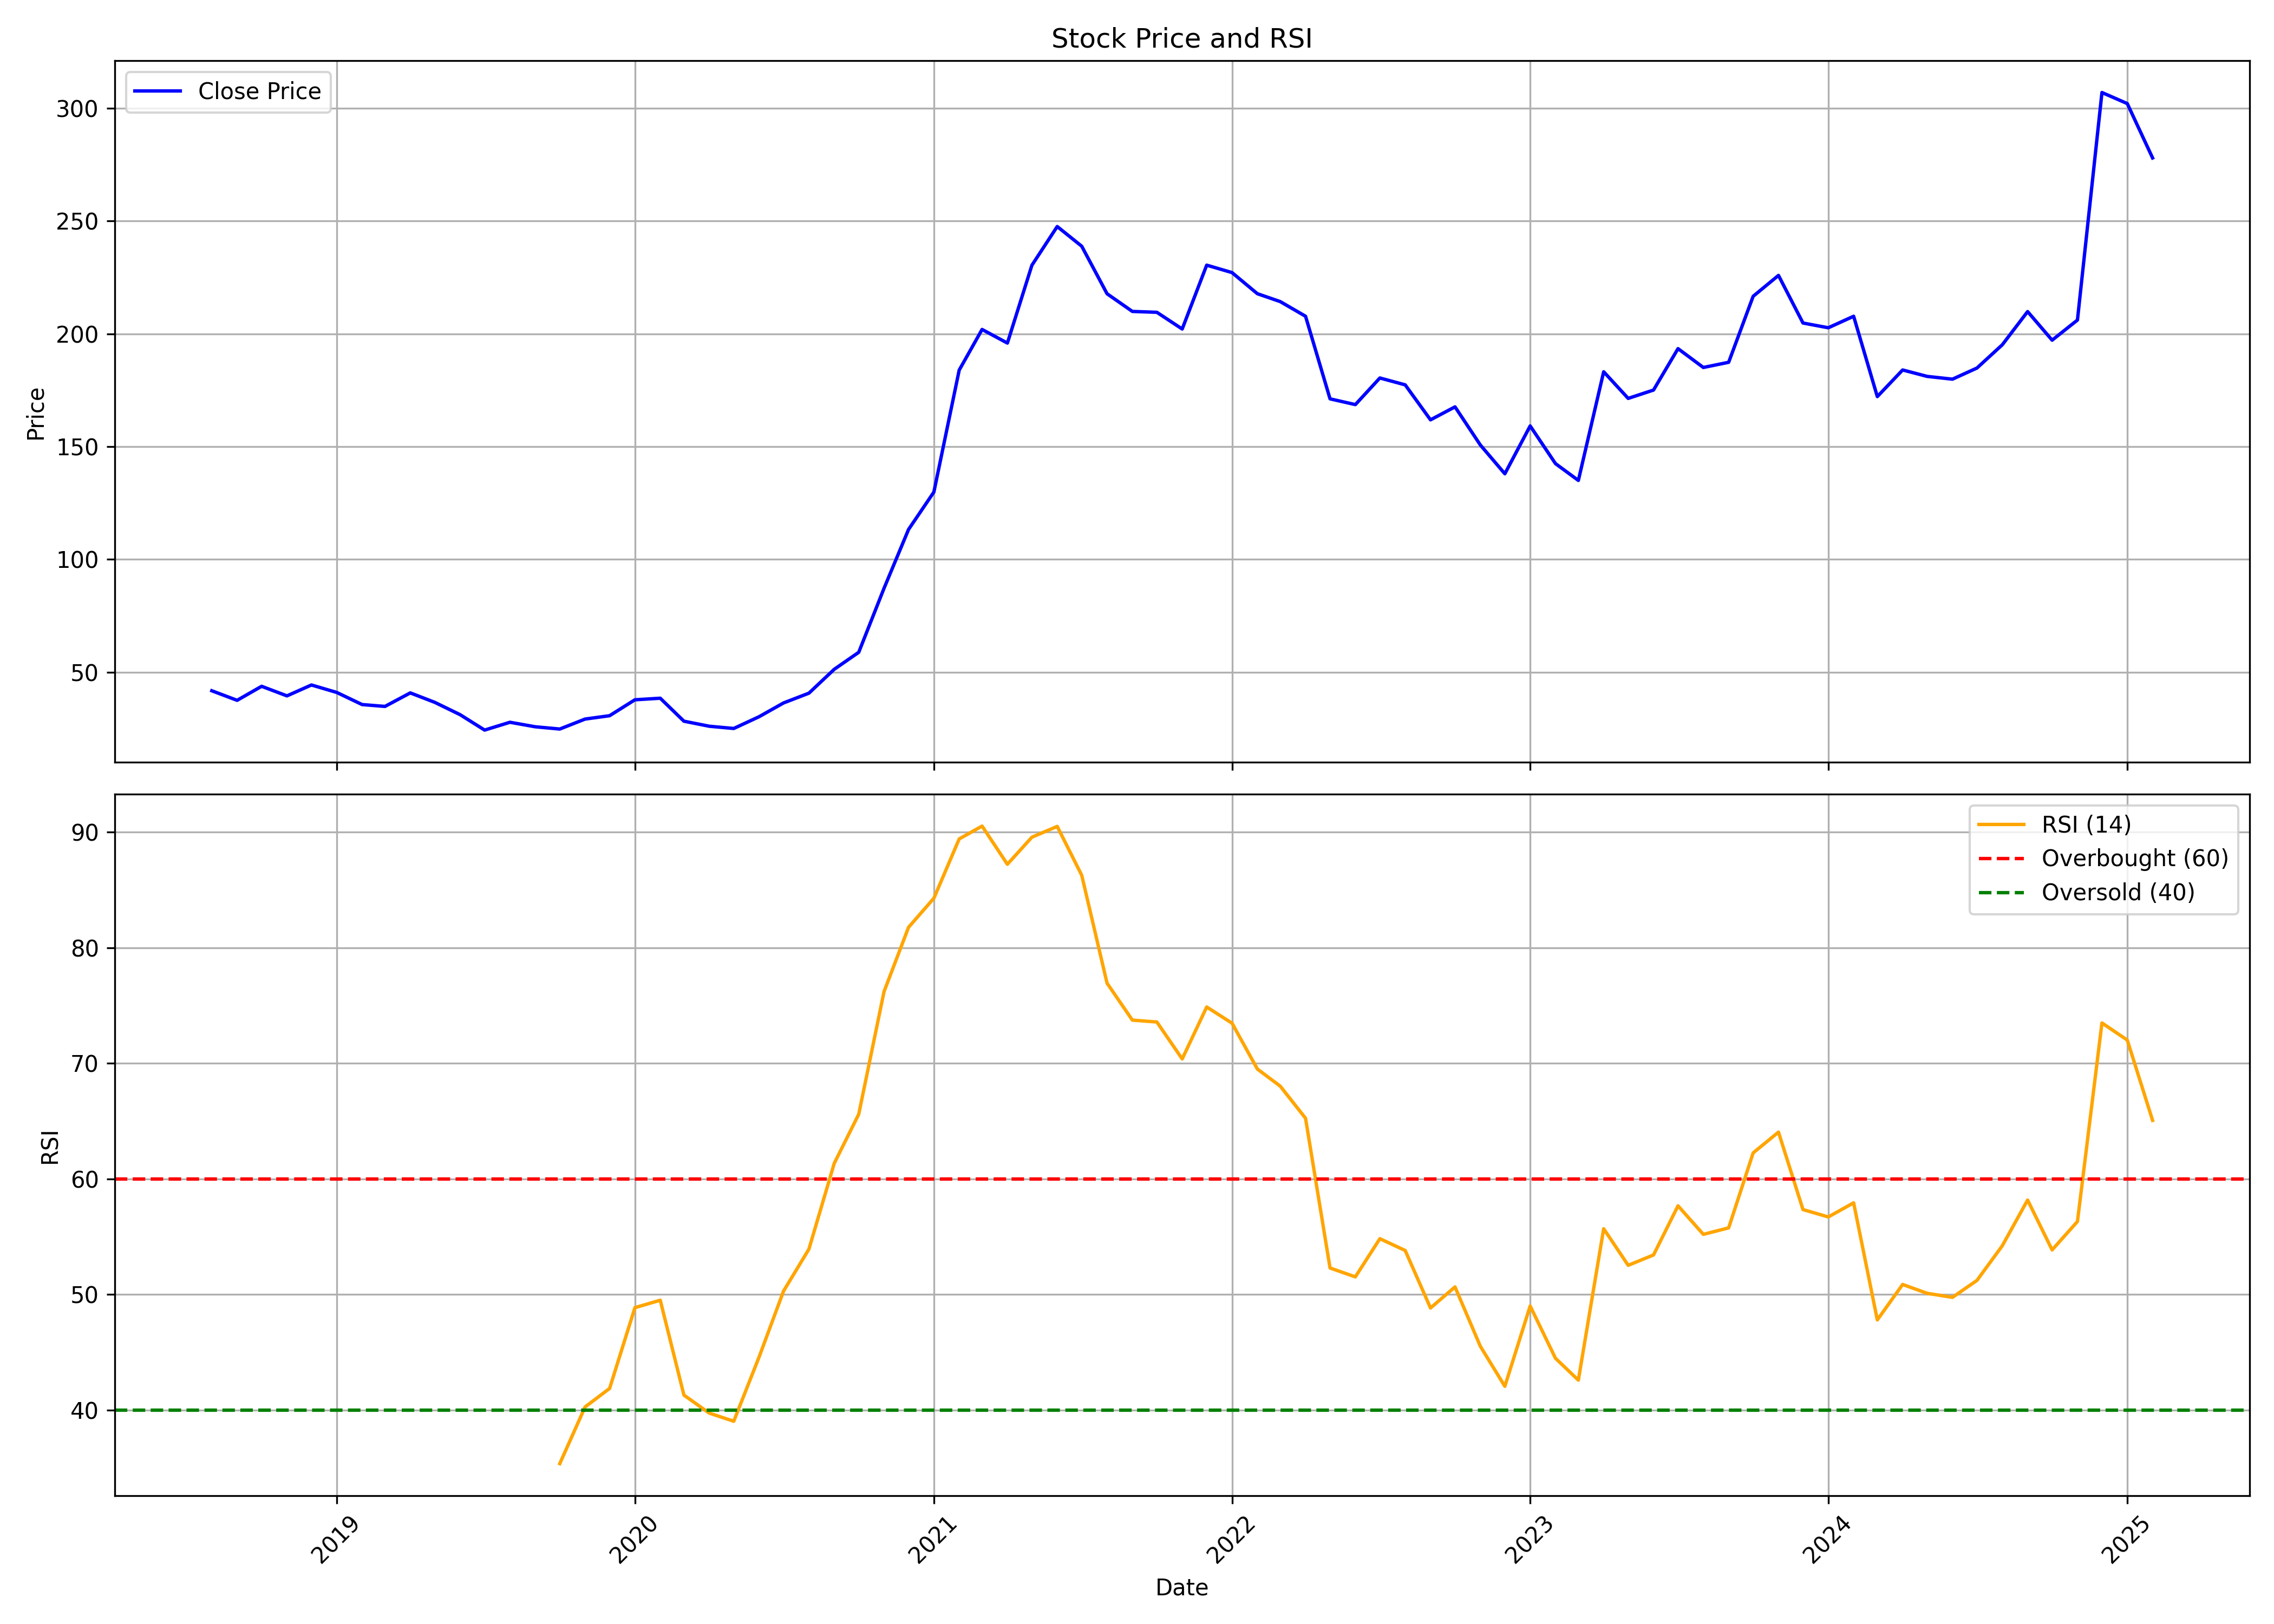 Stock Price and RSI
Close Price
300
250
200
150
100
50
Price
RSI (14)
Overbought (60)
Oversold (40)
90
80
70
60
50
40
RSI
2019
2020
2021
2022
2023
2024
2025
Date